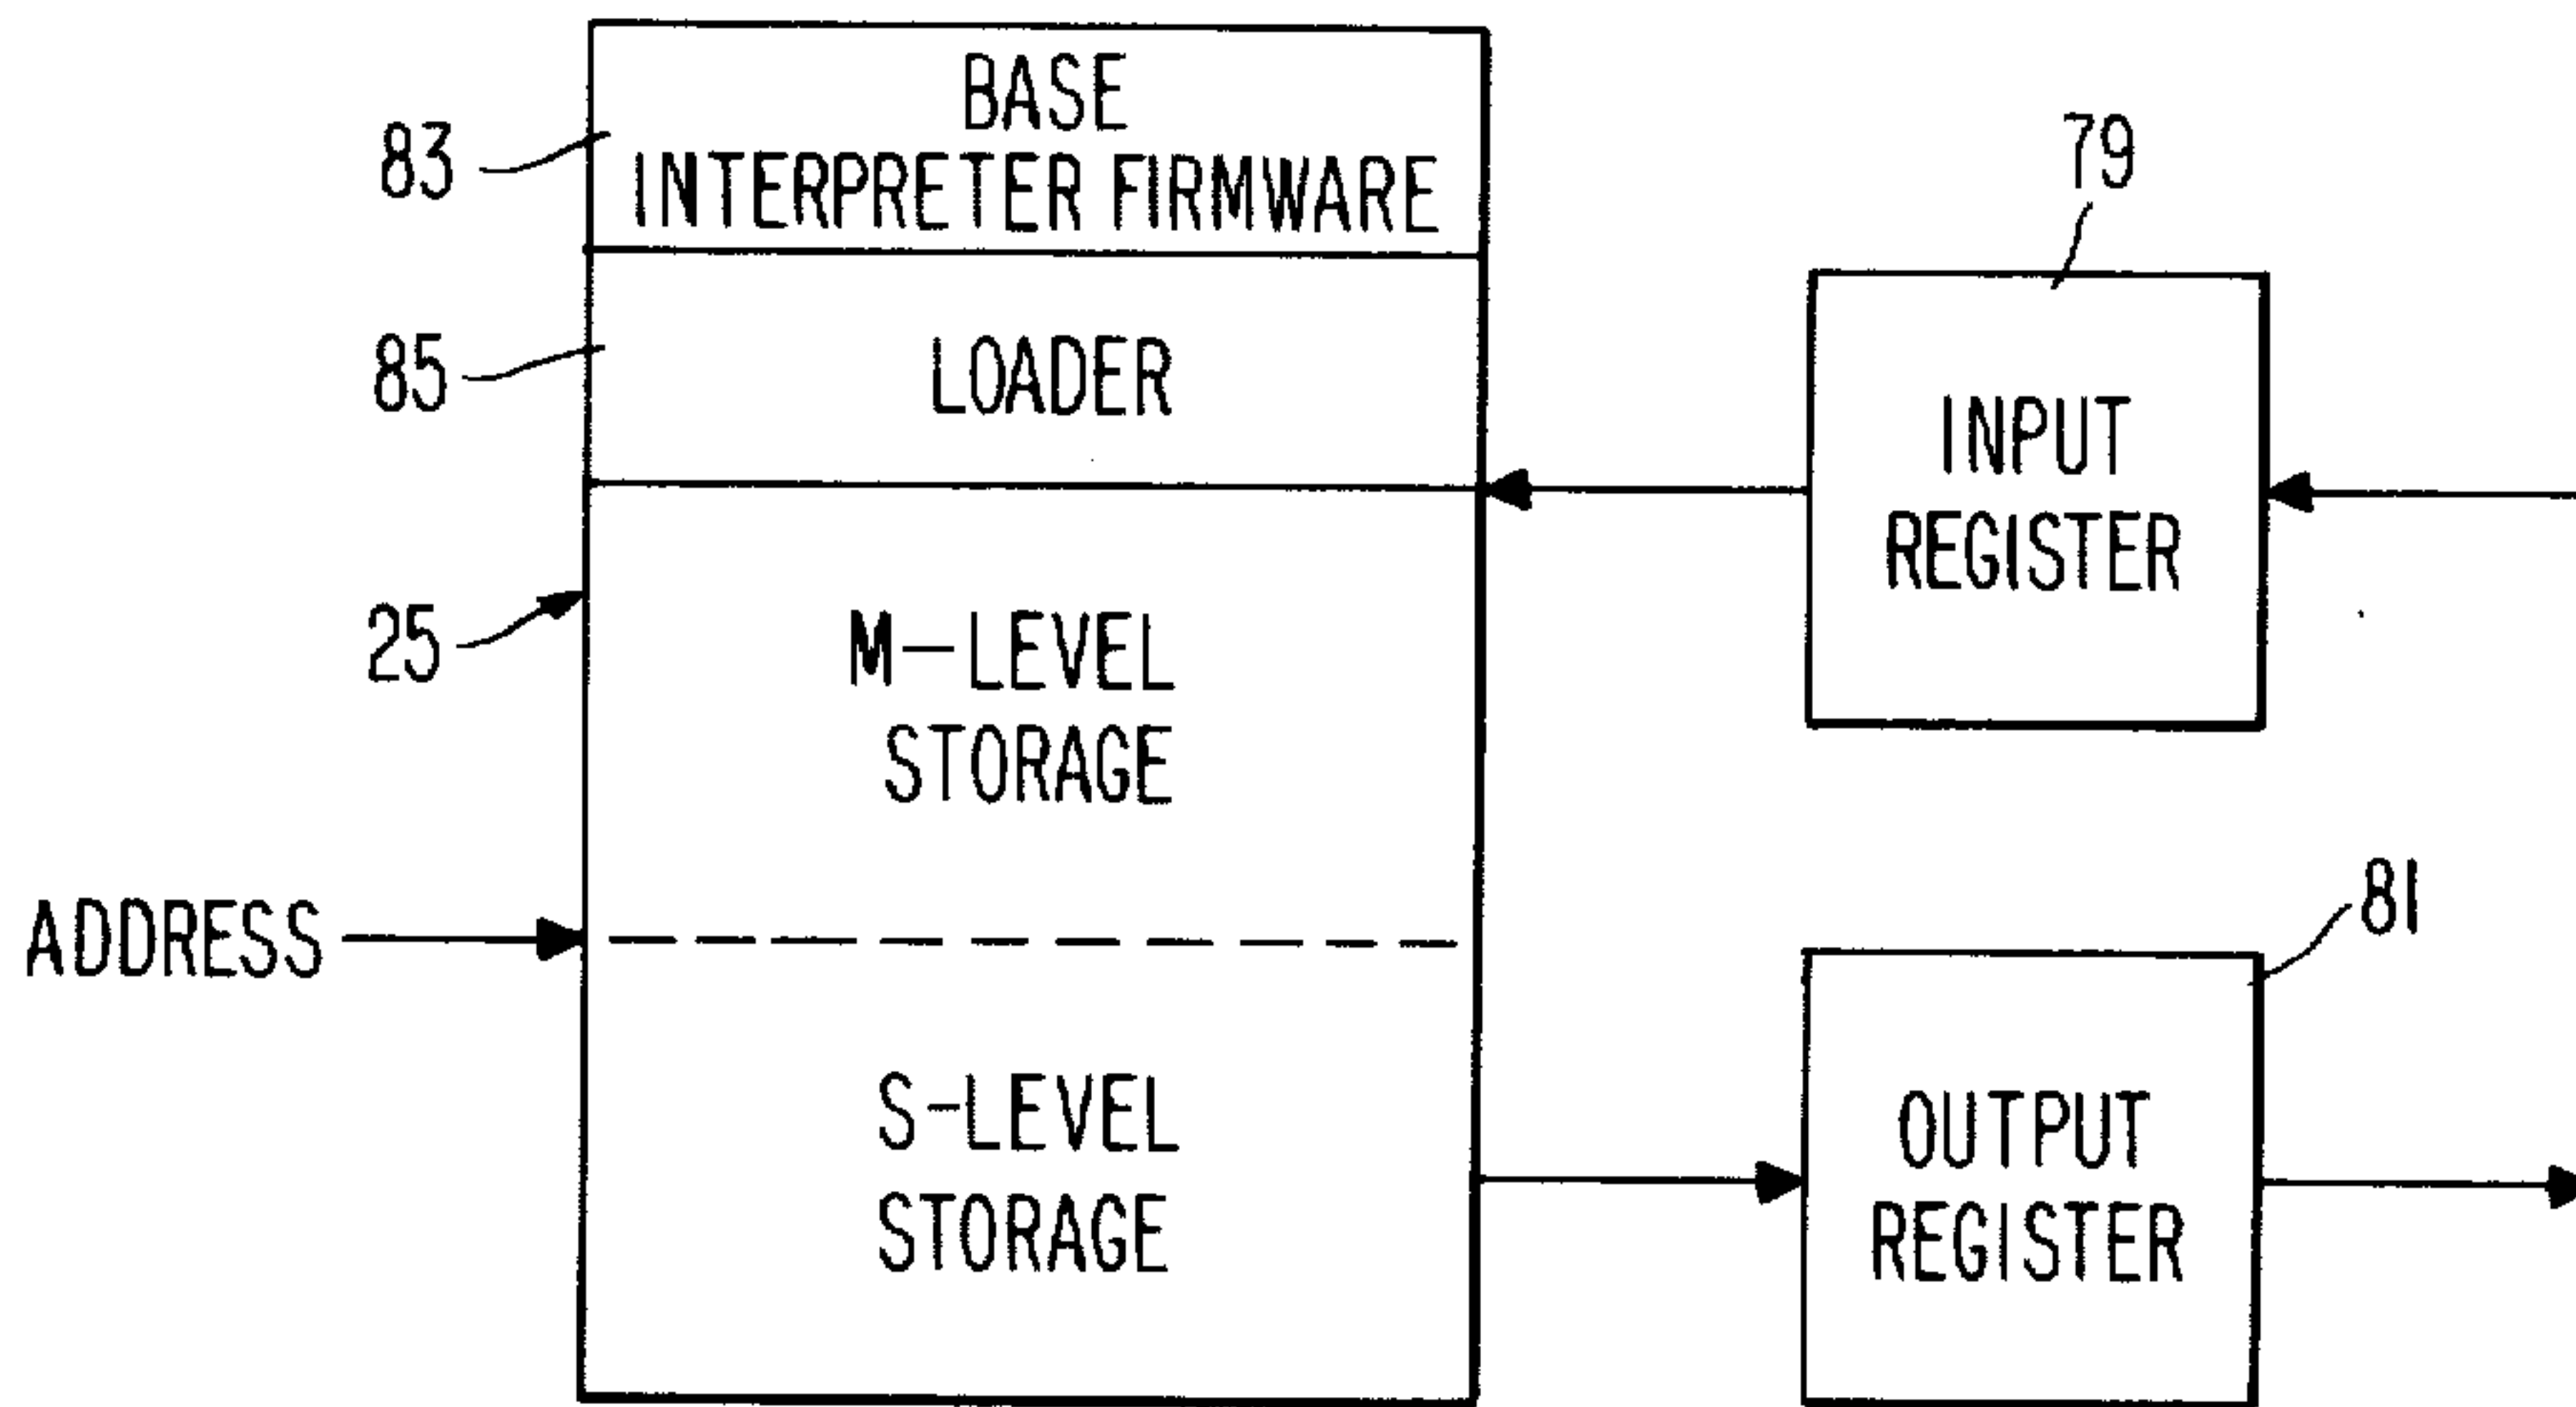 BASE
INTERPRETER FIRMWARE
83
79
85
LOADER
INPUT
REGISTER
25
M-LEVEL
STORAGE
81
ADDRESS
S-LEVEL
STORAGE
OUTPUT
REGISTER